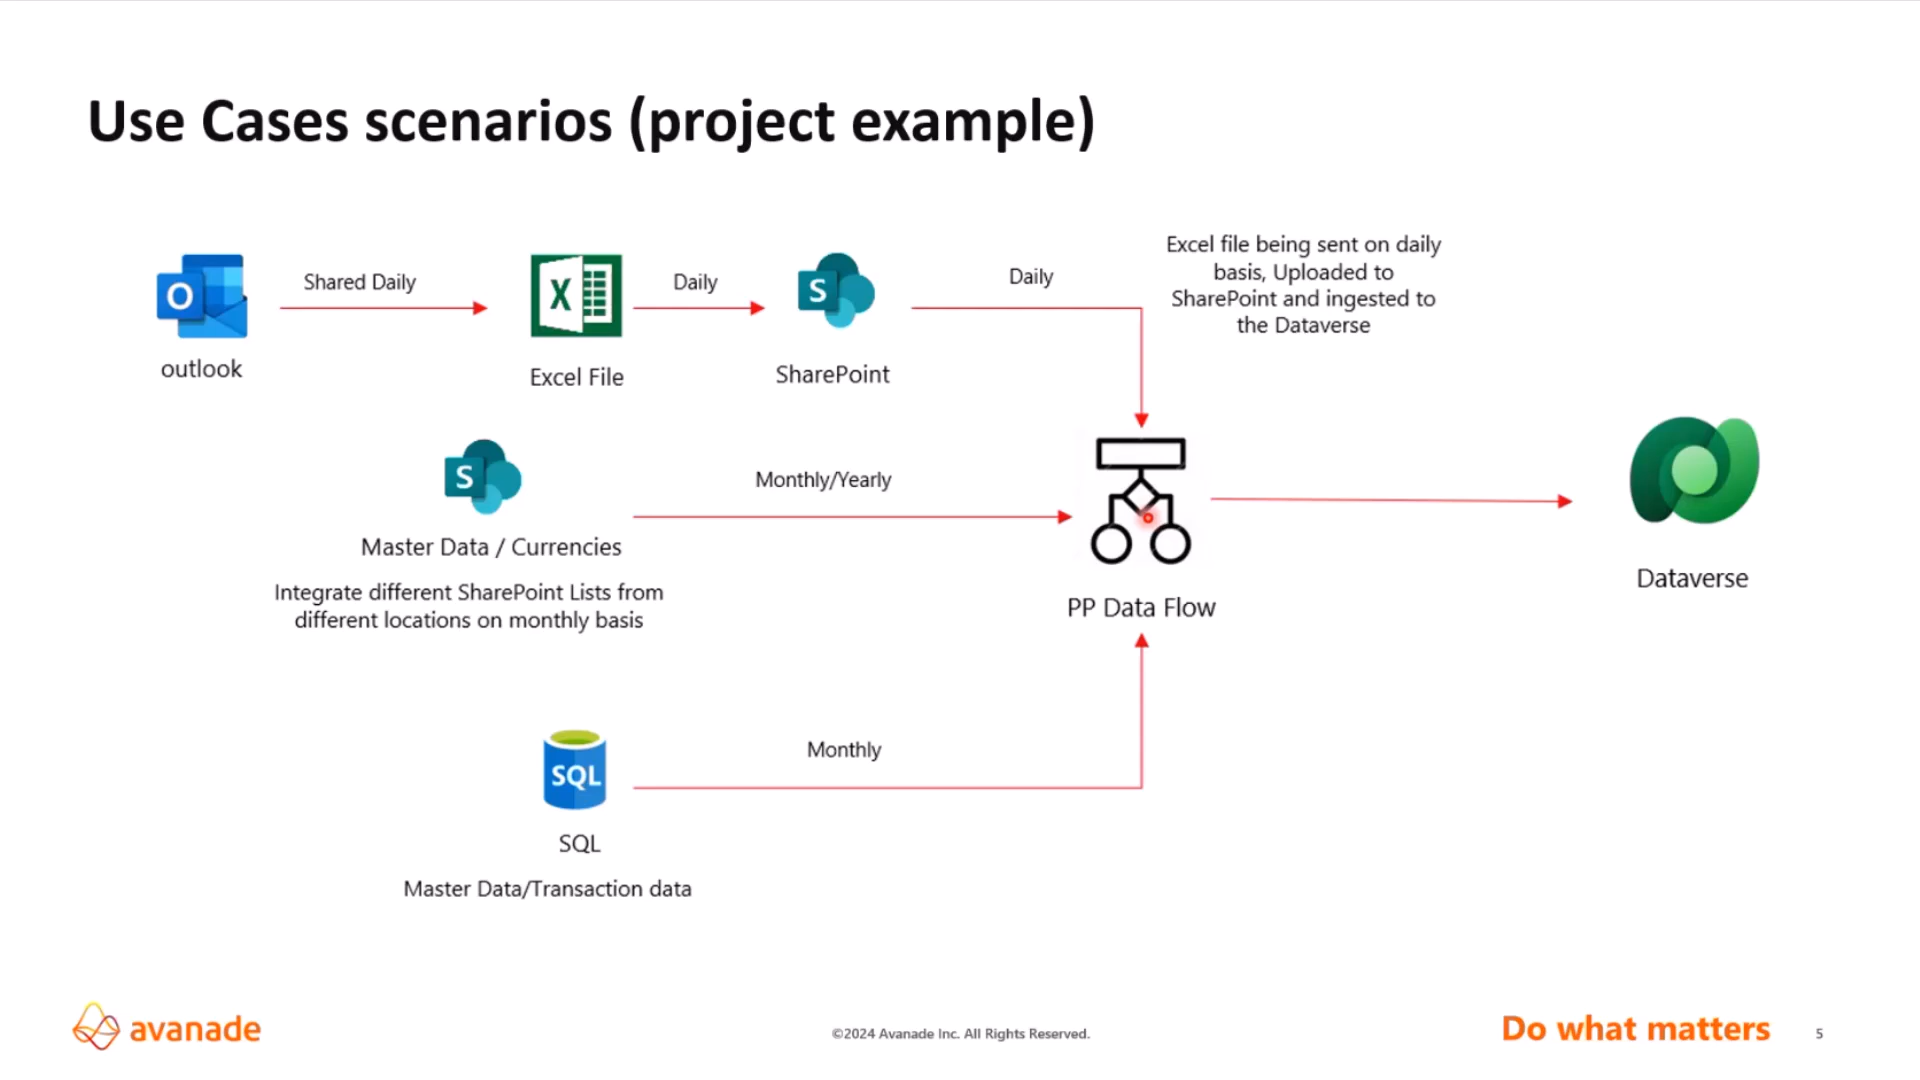 Use Cases scenarios (project example)
Shared Daily
Daily
Daily
Excel file being sent on daily
basis, Uploaded to
SharePoint and ingested to
the Dataverse
O
X
S
outlook
Excel File
SharePoint
S
Monthly/Yearly
Master Data / Currencies
Integrate different SharePoint Lists from
different locations on monthly basis
PP Data Flow
Dataverse
SQL
Monthly
SQL
Master Data/Transaction data
avanade
©2024 Avanade Inc. All Rights Reserved.
Do what matters
5